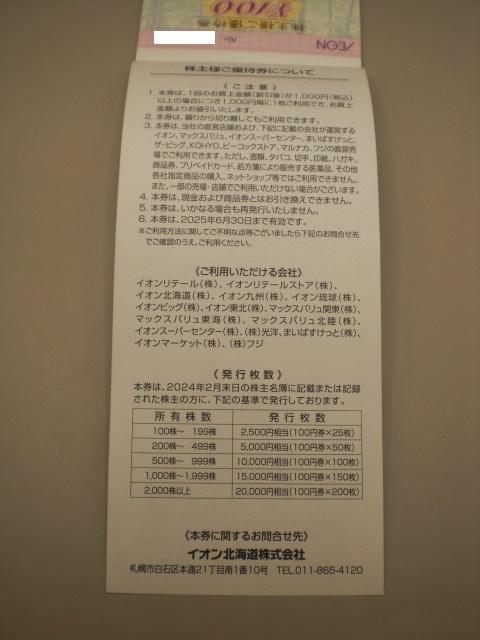 株主様ご優待券
¥100
No.
ÆON
株主様ご優待券について
《ご注意》
1. 本券は、1回のお買上金額(割引後)が1,000円(税込)
以上の場合につき1,000円毎に1枚ご利用でき、お買上
金額よりお値引いたします。
2. 本券は、綴りから切り離してもご利用できます。
3. 本券は、当社の直営店舗および、下記に記載の会社が運営する
イオン、マックスバリュ、イオンスーパーセンター、まいばすけっと、
ザ・ビッグ、KOHYO、ピーコックストア、マルナカ、フジの直営売
場でご利用できます。ただし、酒類、タバコ、切手、印紙、ハガキ、
商品券、プリペイドカード、処方箋により販売する医薬品、その他
各社指定商品の購入、ネットショップ等ではご利用できません。
また、一部の売場・店舗でご利用いただけない場合がございます。
4. 本券は、現金および商品券とはお引き換えできません。
5. 本券は、いかなる場合も再発行いたしません。
6. 本券は、2025年6月30日まで有効です。
※ご利用方法に関してご不明な点等ございましたら下記のお問合せ先
でご確認のうえ、ご利用ください。
《ご利用いただける会社》
イオンリテール(株)、イオンリテールストア(株)、
イオン北海道(株)、イオン九州(株)、イオン琉球(株)、
イオンビッグ(株)、イオン東北(株)、マックスバリュ関東(株)、
マックスバリュ東海(株)、マックスバリュ北陸(株)、
イオンスーパーセンター(株)、(株)光洋、まいばすけっと(株)、
イオンマーケット(株)、(株)フジ
《発行枚数》
本券は、2024年2月末日の株主名簿に記載または記録
された株主の方に、下記の基準で発行しております。
所有株数 発行枚数
100株〜 199株 2,500円相当(100円券×25枚)
200株〜 499株 5,000円相当(100円券×50枚)
500株〜 999株 10,000円相当(100円券×100枚)
1,000株〜1,999株 15,000円相当(100円券×150枚)
2,000株以上 20,000円相当(100円券×200枚)
《本券に関するお問合せ先》
イオン北海道株式会社
札幌市白石区本通21丁目南1番10号 TEL.011-865-4120